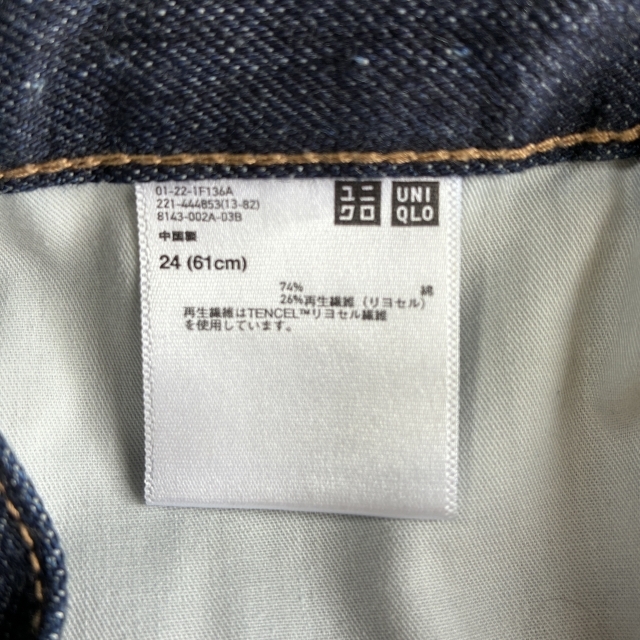 01-22-1F136A
221-444853(13-82)
8143-002A-03B
ユニクロ
UNIQLO
中国製
24 (61cm)
74% 綿
26%再生繊維（リヨセル）
再生繊維はTENCEL™リヨセル繊維
を使用しています。